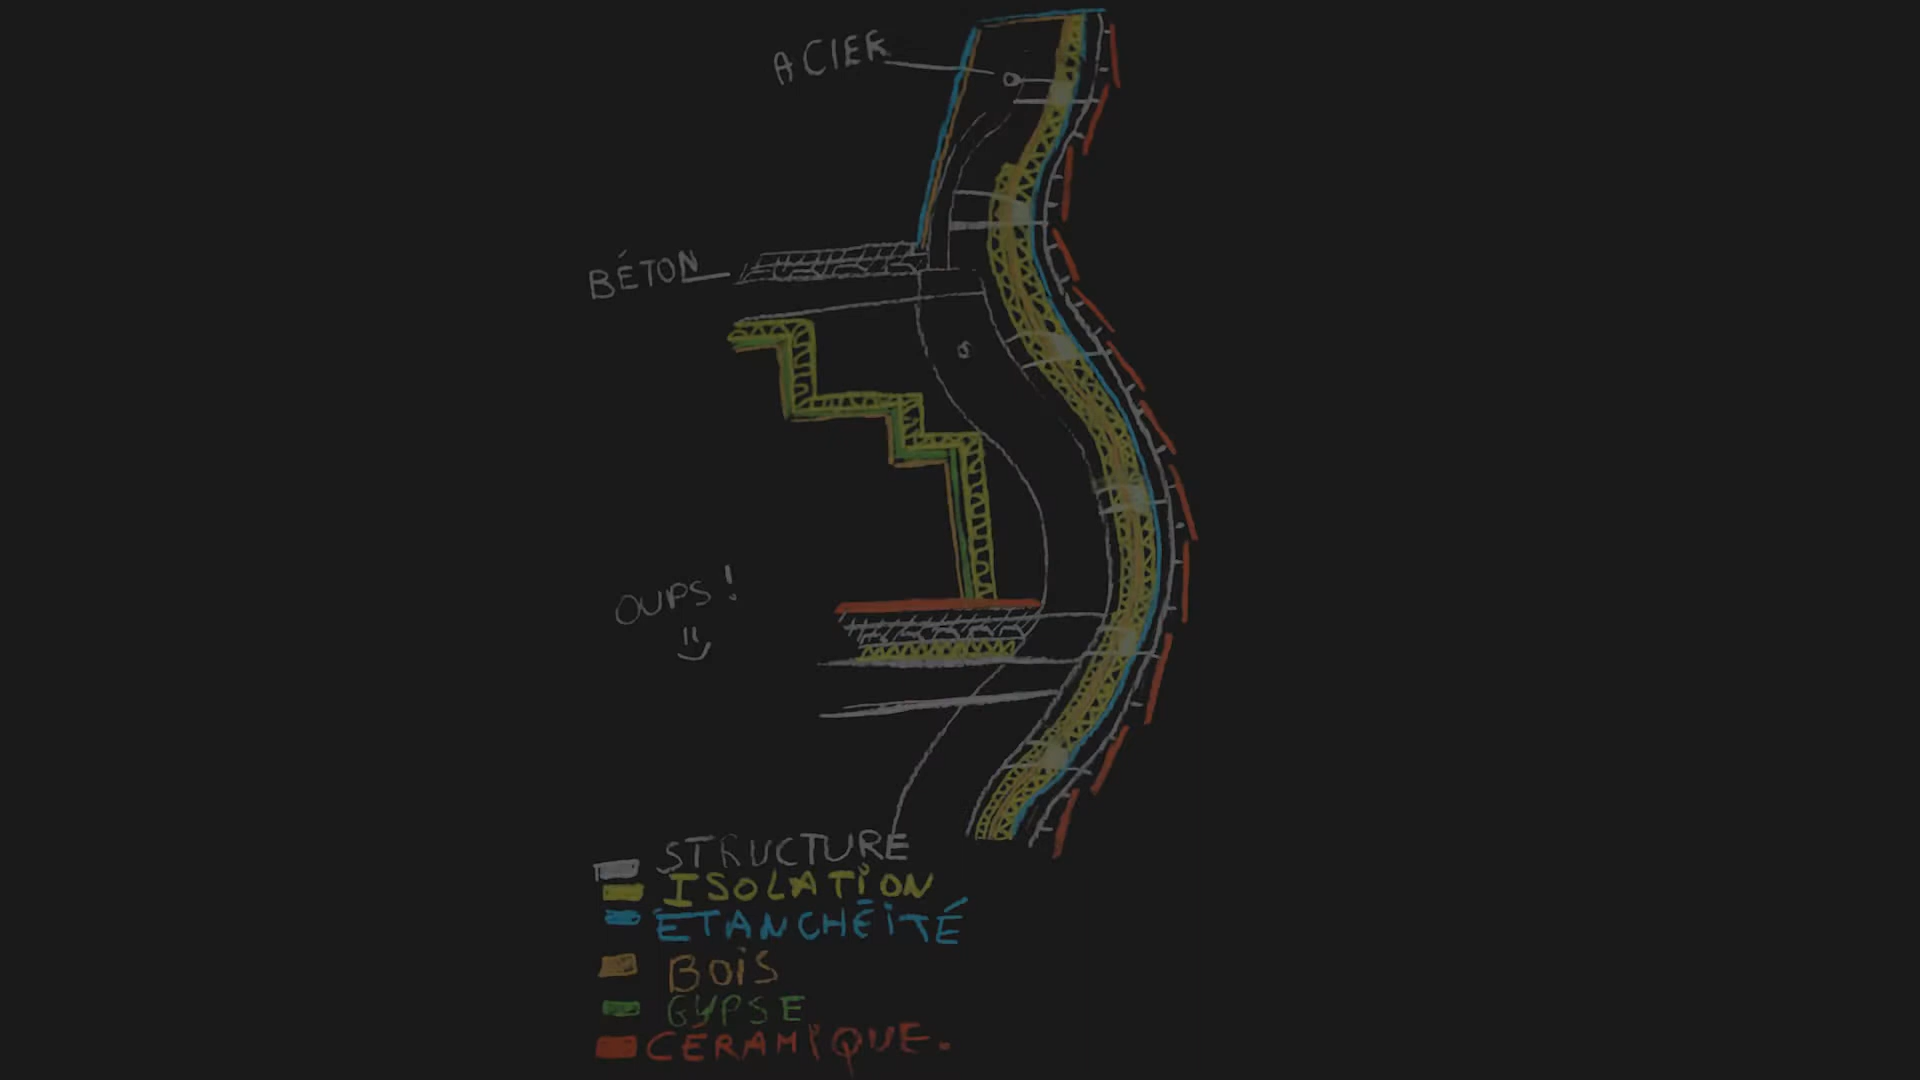 ACIER
BÉTON
OUPS !
STRUCTURE
ISOLATION
ÉTANCHÉITÉ
BOIS
GYPSE
CÉRAMIQUE.